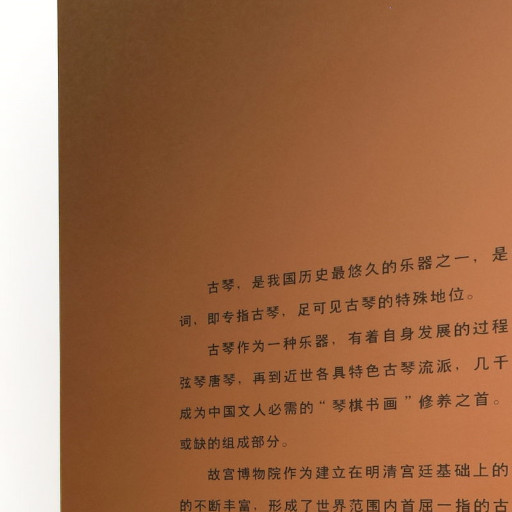 古琴，是我国历史最悠久的乐器之一，是
词，即专指古琴，足可见古琴的特殊地位。
古琴作为一种乐器，有着自身发展的过程
弦琴唐琴，再到近世各具特色古琴流派，几千
成为中国文人必需的“琴棋书画”修养之首。
或缺的组成部分。
故宫博物院作为建立在明清宫廷基础上的
的不断丰富，形成了世界范围内首屈一指的古